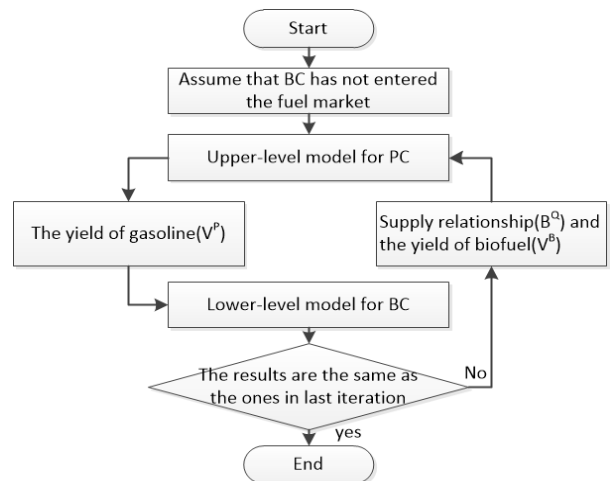 Start
Assume that BC has not entered
the fuel market
Upper-level model for PC
The yield of gasoline(Vᴾ)
Supply relationship(B^Q) and
the yield of biofuel(Vᴮ)
Lower-level model for BC
The results are the same as
the ones in last iteration
No
yes
End